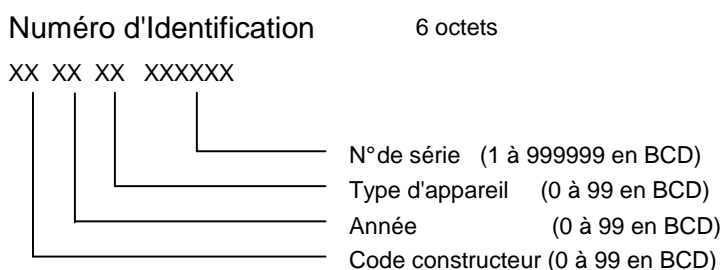 Numéro d'Identification 6 octets
XX XX XX XXXXXX
N° de série (1 à 999999 en BCD)
Type d'appareil (0 à 99 en BCD)
Année (0 à 99 en BCD)
Code constructeur (0 à 99 en BCD)